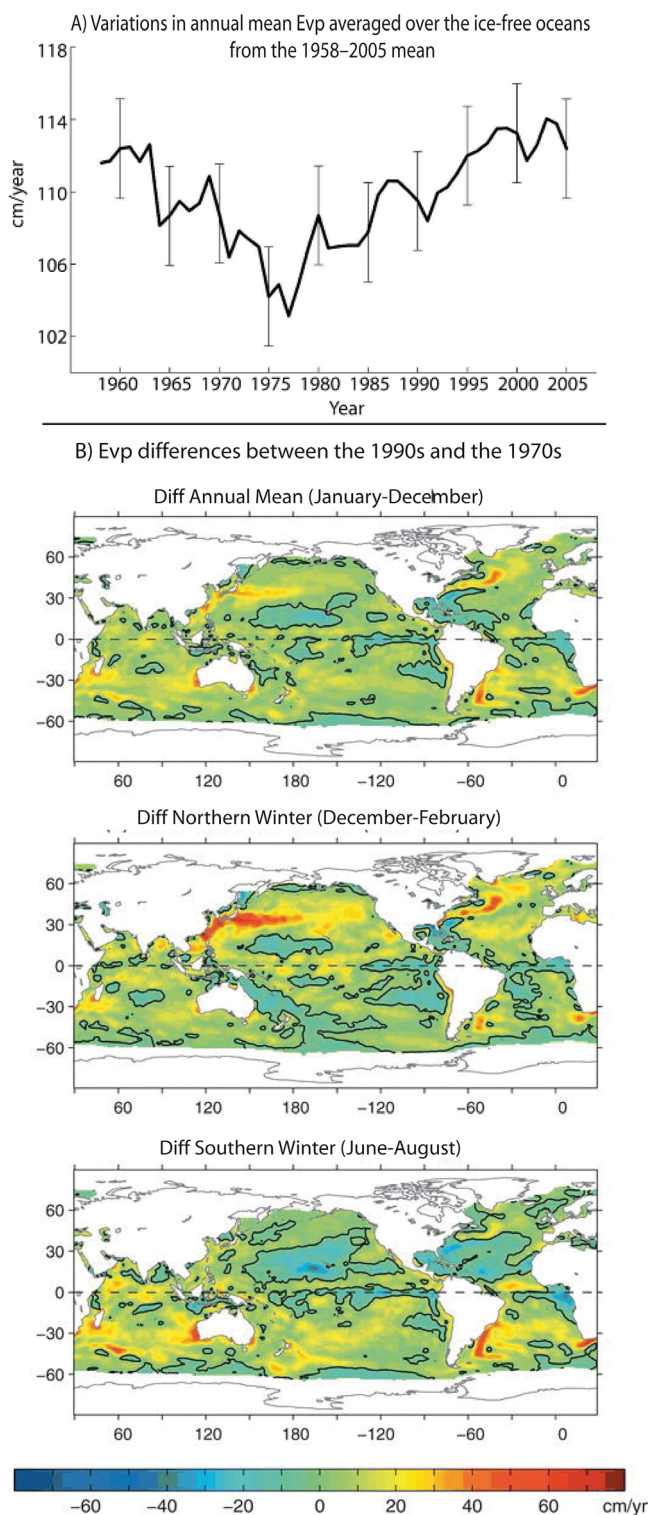 A) Variations in annual mean Evp averaged over the ice-free oceans
from the 1958–2005 mean
118
114
110
106
102
cm/year
1960 1965 1970 1975 1980 1985 1990 1995 2000 2005
Year
B) Evp differences between the 1990s and the 1970s
Diff Annual Mean (January-December)
60
30
0
−30
−60
60 120 180 −120 −60 0
Diff Northern Winter (December-February)
60
30
0
−30
−60
60 120 180 −120 −60 0
Diff Southern Winter (June-August)
60
30
0
−30
−60
60 120 180 −120 −60 0
−60 −40 −20 0 20 40 60 cm/yr